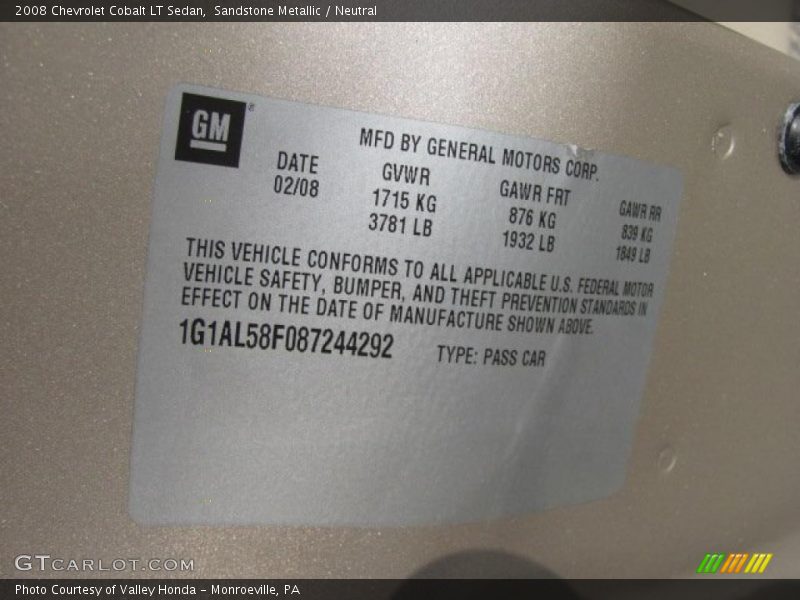 2008 Chevrolet Cobalt LT Sedan, Sandstone Metallic / Neutral
GM®
MFD BY GENERAL MOTORS CORP.
DATE GVWR GAWR FRT GAWR RR
02/08 1715 KG 876 KG 839 KG
3781 LB 1932 LB 1849 LB
THIS VEHICLE CONFORMS TO ALL APPLICABLE U.S. FEDERAL MOTOR
VEHICLE SAFETY, BUMPER, AND THEFT PREVENTION STANDARDS IN
EFFECT ON THE DATE OF MANUFACTURE SHOWN ABOVE.
1G1AL58F087244292 TYPE: PASS CAR
GTCARLOT.COM
Photo Courtesy of Valley Honda - Monroeville, PA